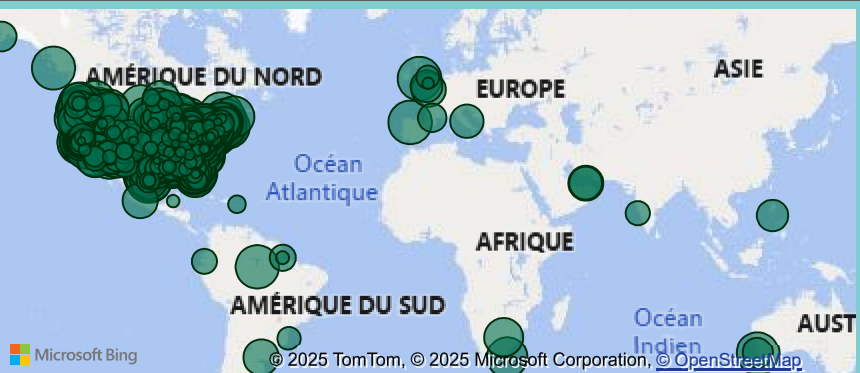 AMÉRIQUE DU NORD
EUROPE
ASIE
Océan
Atlantique
AFRIQUE
AMÉRIQUE DU SUD
Océan
Indien
AUST
Microsoft Bing
© 2025 TomTom, © 2025 Microsoft Corporation, © OpenStreetMap